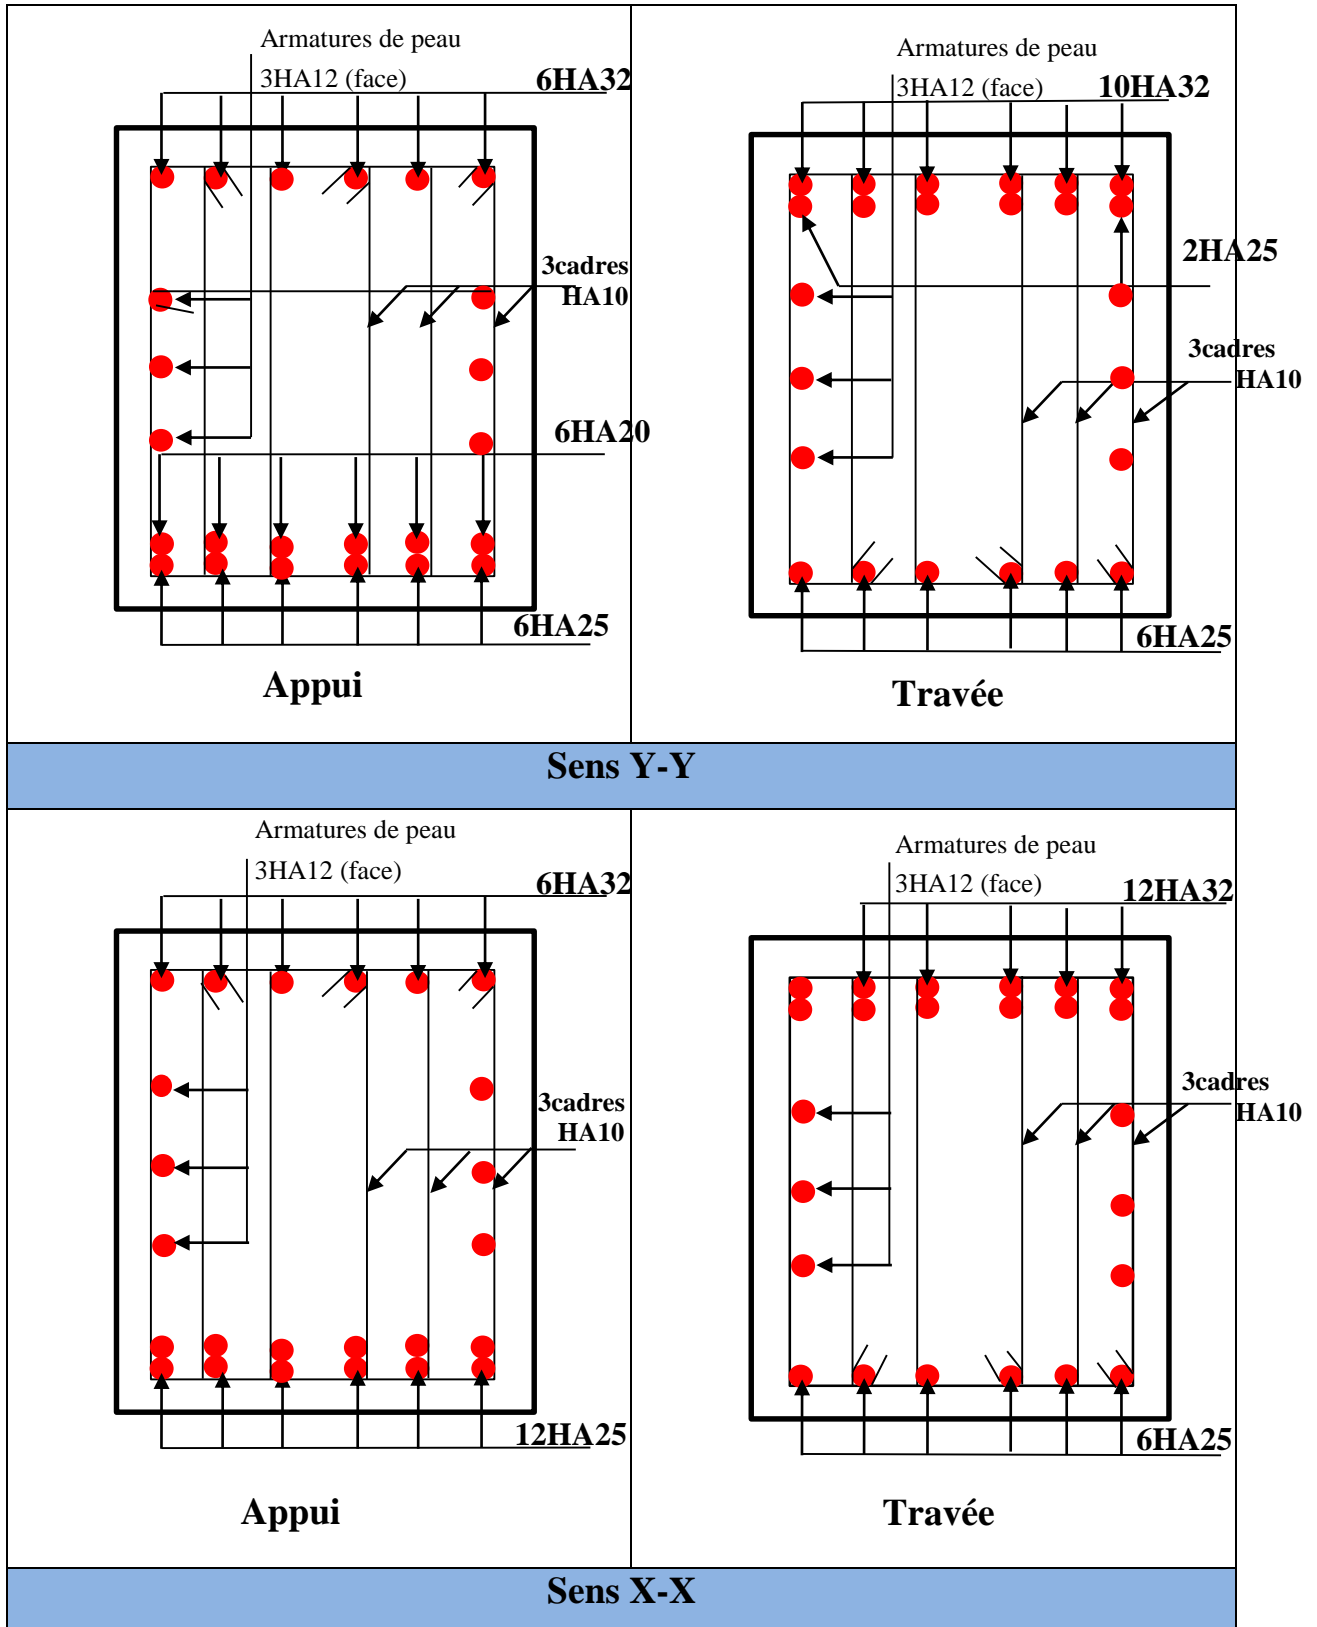 Armatures de peau
3HA12 (face)
6HA32
3cadres
HA10
6HA20
6HA25
Appui
Armatures de peau
3HA12 (face)
10HA32
2HA25
3cadres
HA10
6HA25
Travée
Sens Y-Y
Armatures de peau
3HA12 (face)
6HA32
3cadres
HA10
12HA25
Appui
Armatures de peau
3HA12 (face)
12HA32
3cadres
HA10
6HA25
Travée
Sens X-X